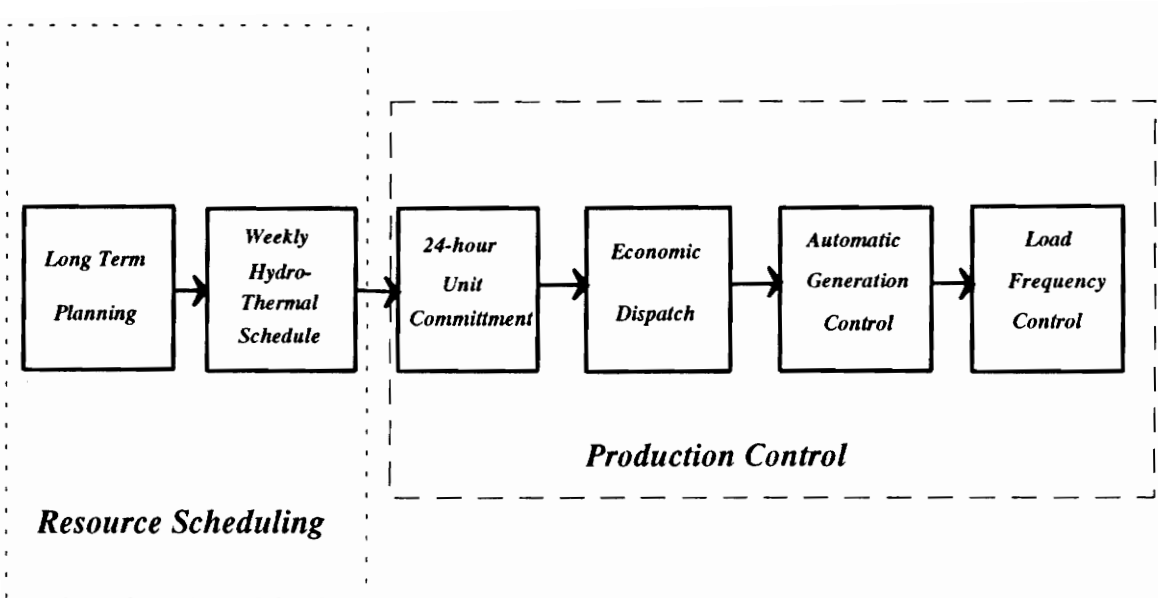 Long Term
Planning
Weekly
Hydro-
Thermal
Schedule
24-hour
Unit
Committment
Economic
Dispatch
Automatic
Generation
Control
Load
Frequency
Control
Production Control
Resource Scheduling